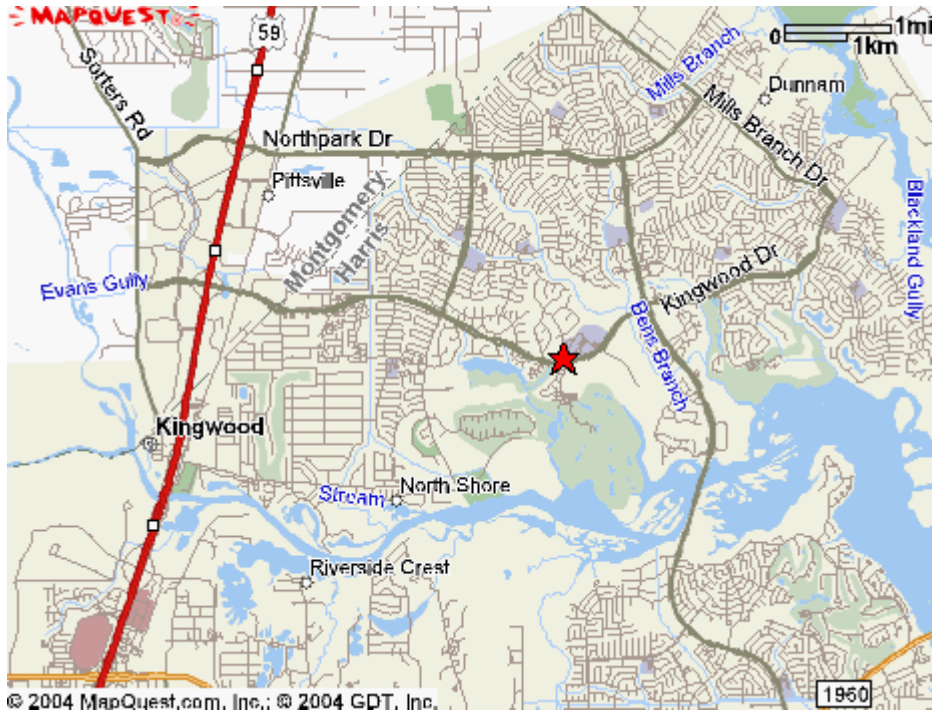 MAPQUEST
59
0 1mi
1km
Sorters Rd
Mills Branch
Dunnam
Mills Branch Dr
Northpark Dr
Pittsville
Montgomery
Harris
Blackland Gully
Evans Gully
Kingwood Dr
Bens Branch
Kingwood
Stream
North Shore
Riverside Crest
1960
© 2004 MapQuest.com, Inc.; © 2004 GDT, Inc.